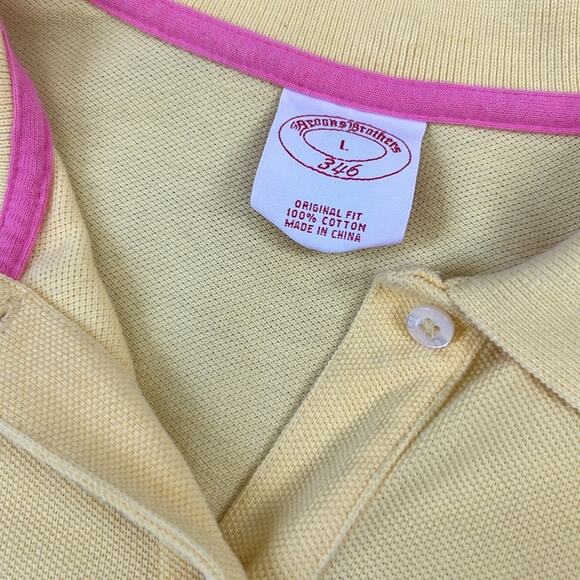 Brooks Brothers
L
346
ORIGINAL FIT
100% COTTON
MADE IN CHINA